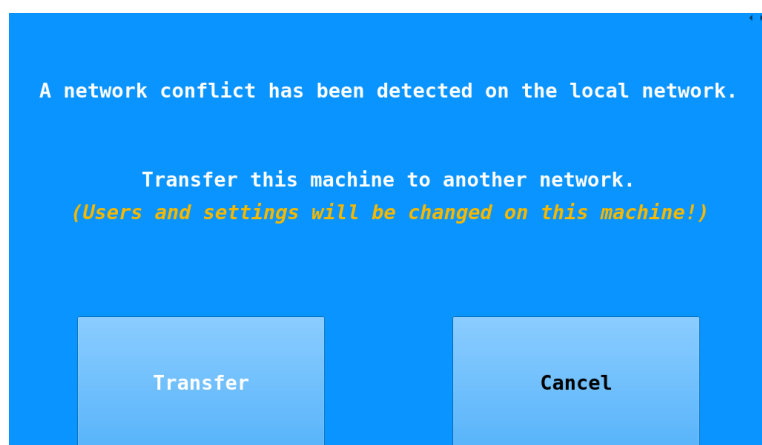 A network conflict has been detected on the local network.
Transfer this machine to another network.
(Users and settings will be changed on this machine!)
Transfer
Cancel